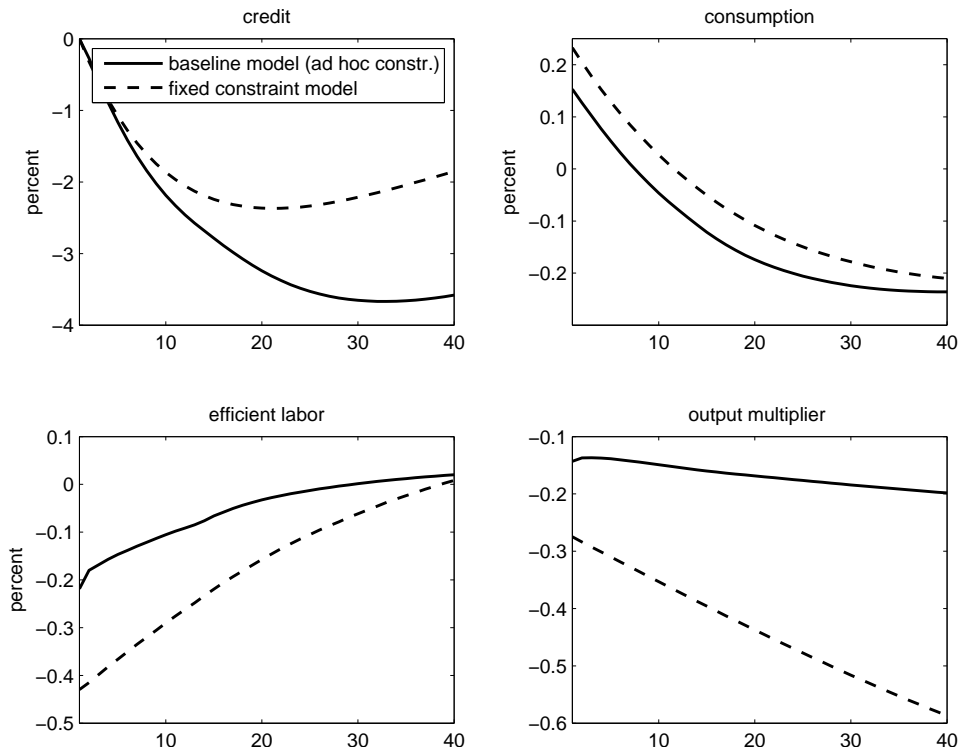 credit
0
−1
−2
−3
−4
percent
baseline model (ad hoc constr.)
fixed constraint model
10 20 30 40
consumption
0.2
0.1
0
−0.1
−0.2
percent
10 20 30 40
efficient labor
0.1
0
−0.1
−0.2
−0.3
−0.4
−0.5
percent
10 20 30 40
output multiplier
−0.1
−0.2
−0.3
−0.4
−0.5
−0.6
10 20 30 40